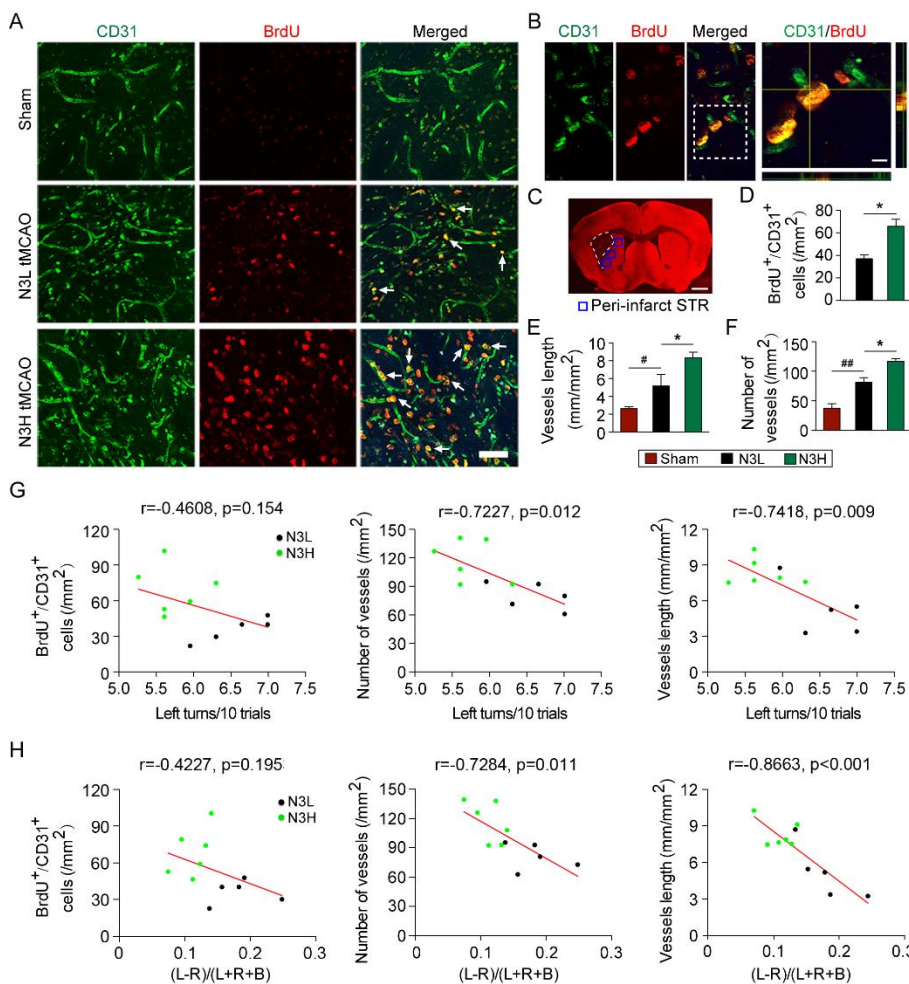 A
CD31
BrdU
Merged
Sham
N3L tMCAO
N3H tMCAO
B
CD31
BrdU
Merged
CD31/BrdU
C
Peri-infarct STR
D
BrdU⁺/CD31⁺
cells (/mm²)
80
60
40
20
0
*
E
Vessels length
(mm/mm²)
10
8
6
4
2
0
#
*
F
Number of
vessels (/mm²)
150
100
50
0
##
*
Sham
N3L
N3H
G
r=-0.4608, p=0.154
BrdU⁺/CD31⁺
cells (/mm²)
120
90
60
30
0
N3L
N3H
5.0 5.5 6.0 6.5 7.0 7.5
Left turns/10 trials
r=-0.7227, p=0.012
Number of vessels (/mm²)
150
120
90
60
30
0
5.0 5.5 6.0 6.5 7.0 7.5
Left turns/10 trials
r=-0.7418, p=0.009
Vessels length (mm/mm²)
12
9
6
3
0
5.0 5.5 6.0 6.5 7.0 7.5
Left turns/10 trials
H
r=-0.4227, p=0.195
BrdU⁺/CD31⁺
cells (/mm²)
120
90
60
30
0
N3L
N3H
0 0.1 0.2 0.3
(L-R)/(L+R+B)
r=-0.7284, p=0.011
Number of vessels (/mm²)
150
120
90
60
30
0
0 0.1 0.2 0.3
(L-R)/(L+R+B)
r=-0.8663, p<0.001
Vessels length (mm/mm²)
12
9
6
3
0
0 0.1 0.2 0.3
(L-R)/(L+R+B)